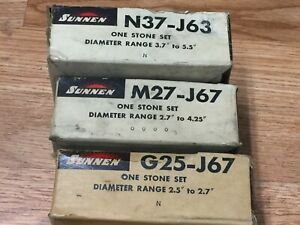 SUNNEN
N37-J63
ONE STONE SET
DIAMETER RANGE 3.7" to 5.5"
N
SUNNEN
M27-J67
ONE STONE SET
DIAMETER RANGE 2.7" to 4.25"
SUNNEN
G25-J67
ONE STONE SET
DIAMETER RANGE 2.5" to 2.7"
N